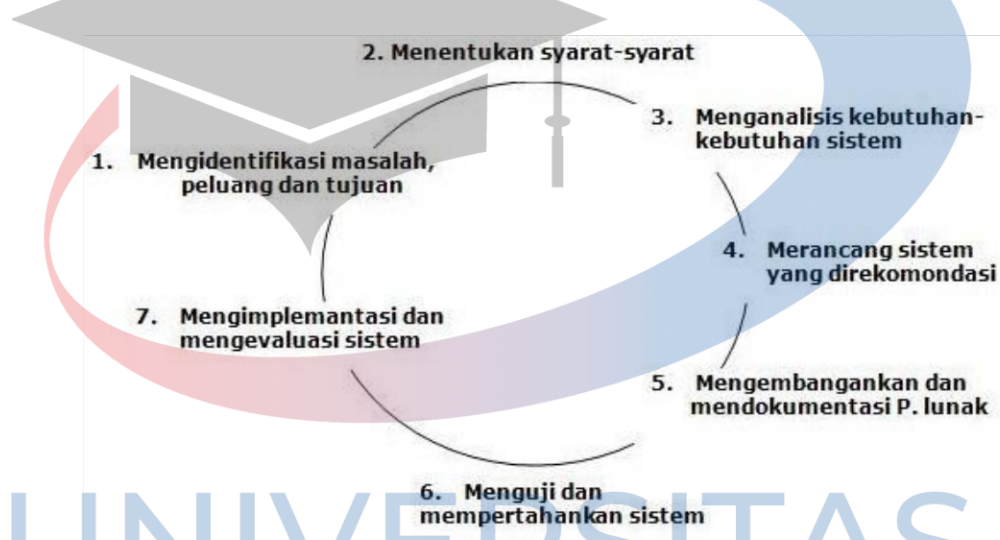 2. Menentukan syarat-syarat
3. Menganalisis kebutuhan-
kebutuhan sistem
1. Mengidentifikasi masalah,
peluang dan tujuan
4. Merancang sistem
yang direkomondasi
7. Mengimplemantasi dan
mengevaluasi sistem
5. Mengembangankan dan
mendokumentasi P. lunak
6. Menguji dan
mempertahankan sistem
UNIVERSITAS